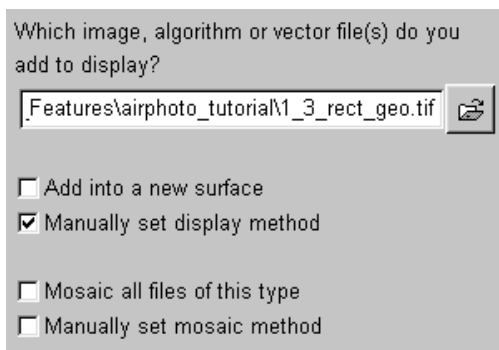 Which image, algorithm or vector file(s) do you
add to display?
_Features\airphoto_tutorial\1_3_rect_geo.tif
Add into a new surface
Manually set display method
Mosaic all files of this type
Manually set mosaic method